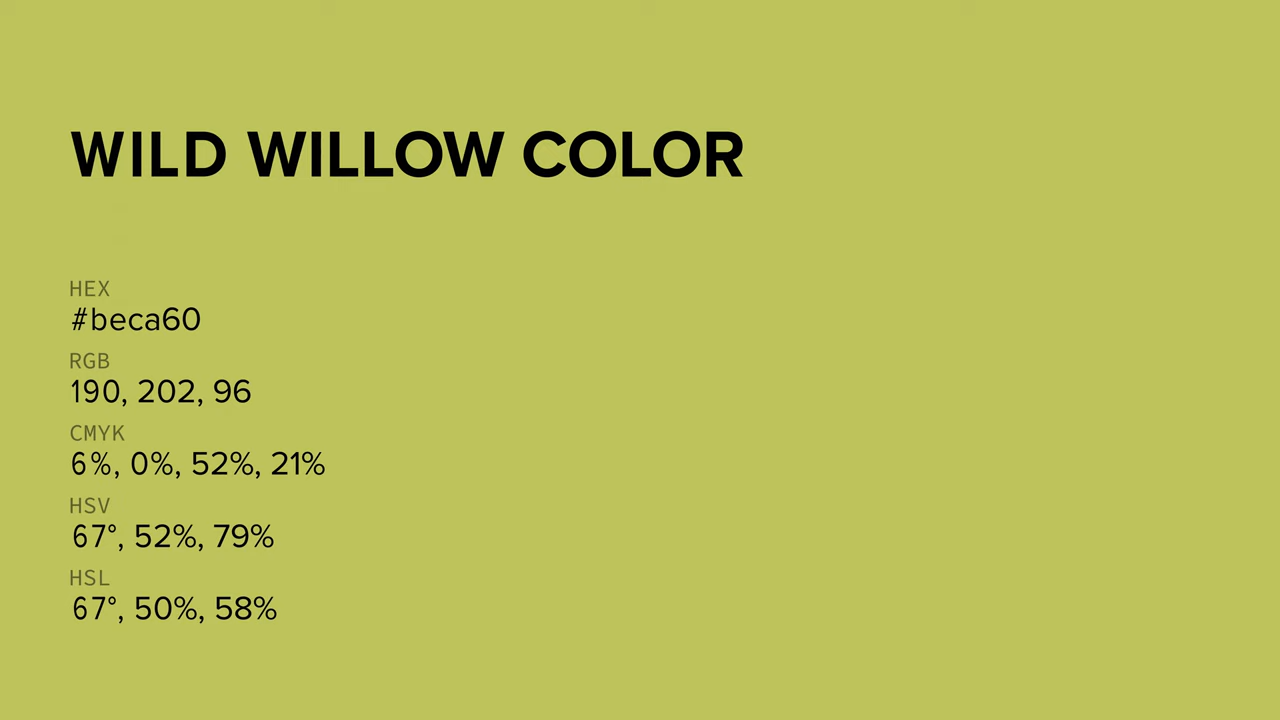 WILD WILLOW COLOR
HEX
#beca60
RGB
190, 202, 96
CMYK
6%, 0%, 52%, 21%
HSV
67°, 52%, 79%
HSL
67°, 50%, 58%